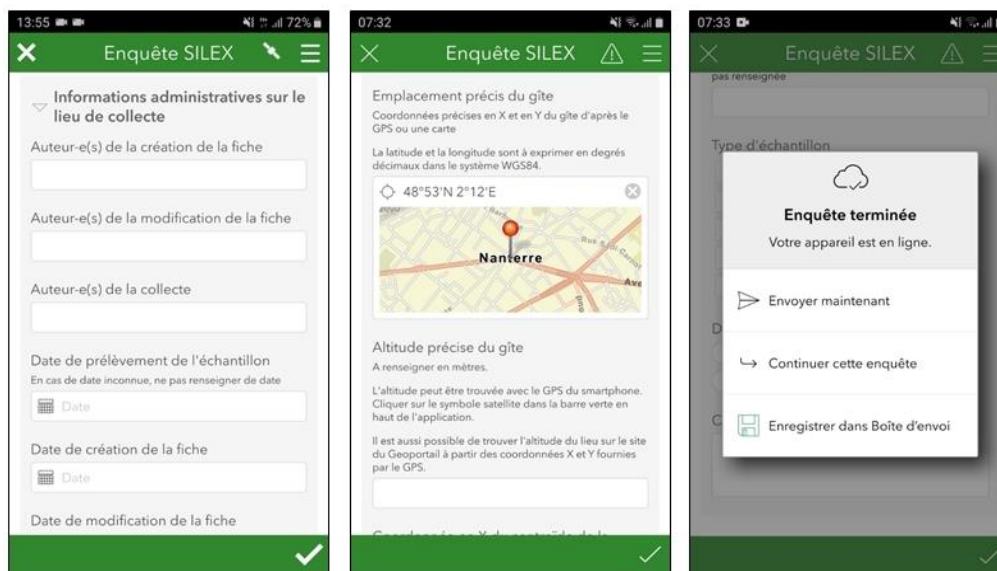 13:55
72%
Enquête SILEX
Informations administratives sur le
lieu de collecte
Auteur-e(s) de la création de la fiche
Auteur-e(s) de la modification de la fiche
Auteur-e(s) de la collecte
Date de prélèvement de l'échantillon
En cas de date inconnue, ne pas renseigner de date
Date
Date de création de la fiche
Date
Date de modification de la fiche
07:32
Enquête SILEX
Emplacement précis du gîte
Coordonnées précises en X et en Y du gîte d'après le
GPS ou une carte
La latitude et la longitude sont à exprimer en degrés
décimaux dans le système WGS84.
48°53'N 2°12'E
Nanterre
Ave
Altitude précise du gîte
A renseigner en mètres.
L'altitude peut être trouvée avec le GPS du smartphone.
Cliquer sur le symbole satellite dans la barre verte en
haut de l'application.
Il est aussi possible de trouver l'altitude du lieu sur le site
du Geoportail à partir des coordonnées X et Y fournies
par le GPS.
07:33
Enquête SILEX
pas renseignée
Type d'échantillon
Enquête terminée
Votre appareil est en ligne.
Envoyer maintenant
Continuer cette enquête
Enregistrer dans Boîte d'envoi
D
C